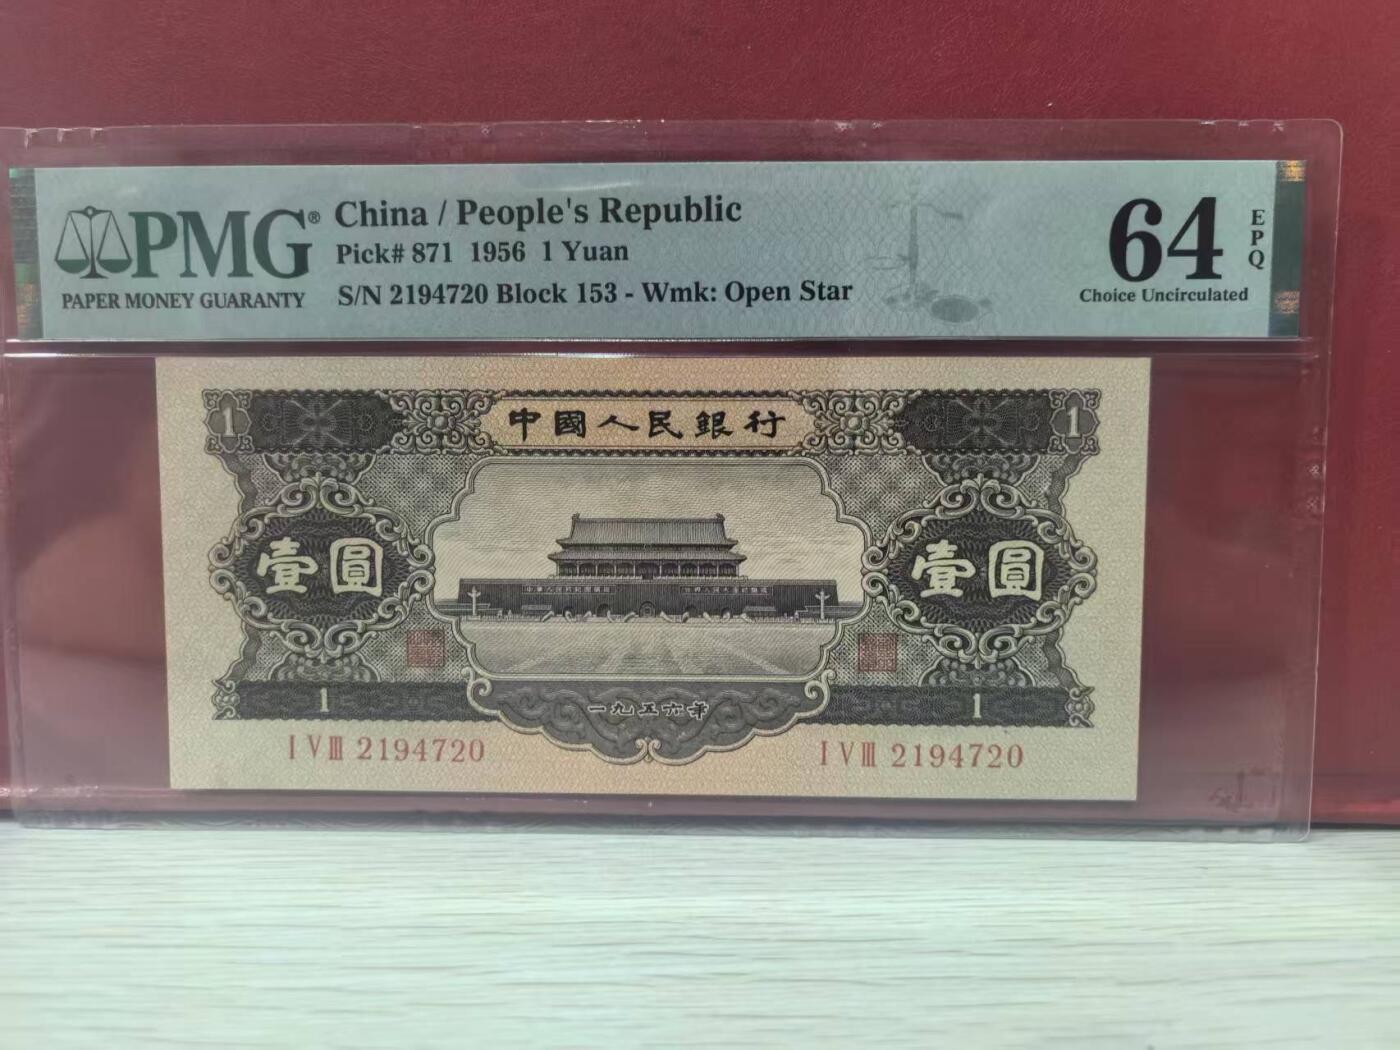 PMG®
PAPER MONEY GUARANTY
China / People's Republic
Pick# 871 1956 1 Yuan
S/N 2194720 Block 153 - Wmk: Open Star
64
EPQ
Choice Uncirculated
1 中國人民銀行 1
壹圓 壹圓
1 一九五六年 1
I V III 2194720 I V III 2194720